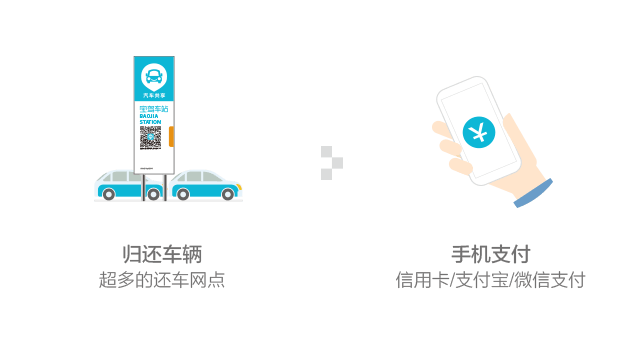 汽车共享
宝驾车站
BAOJIA
STATION
归还车辆
超多的还车网点
手机支付
信用卡/支付宝/微信支付